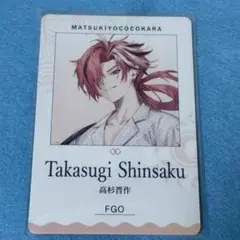 MATSUKIYOCOCOKARA
Takasugi Shinsaku
高杉晋作
FGO